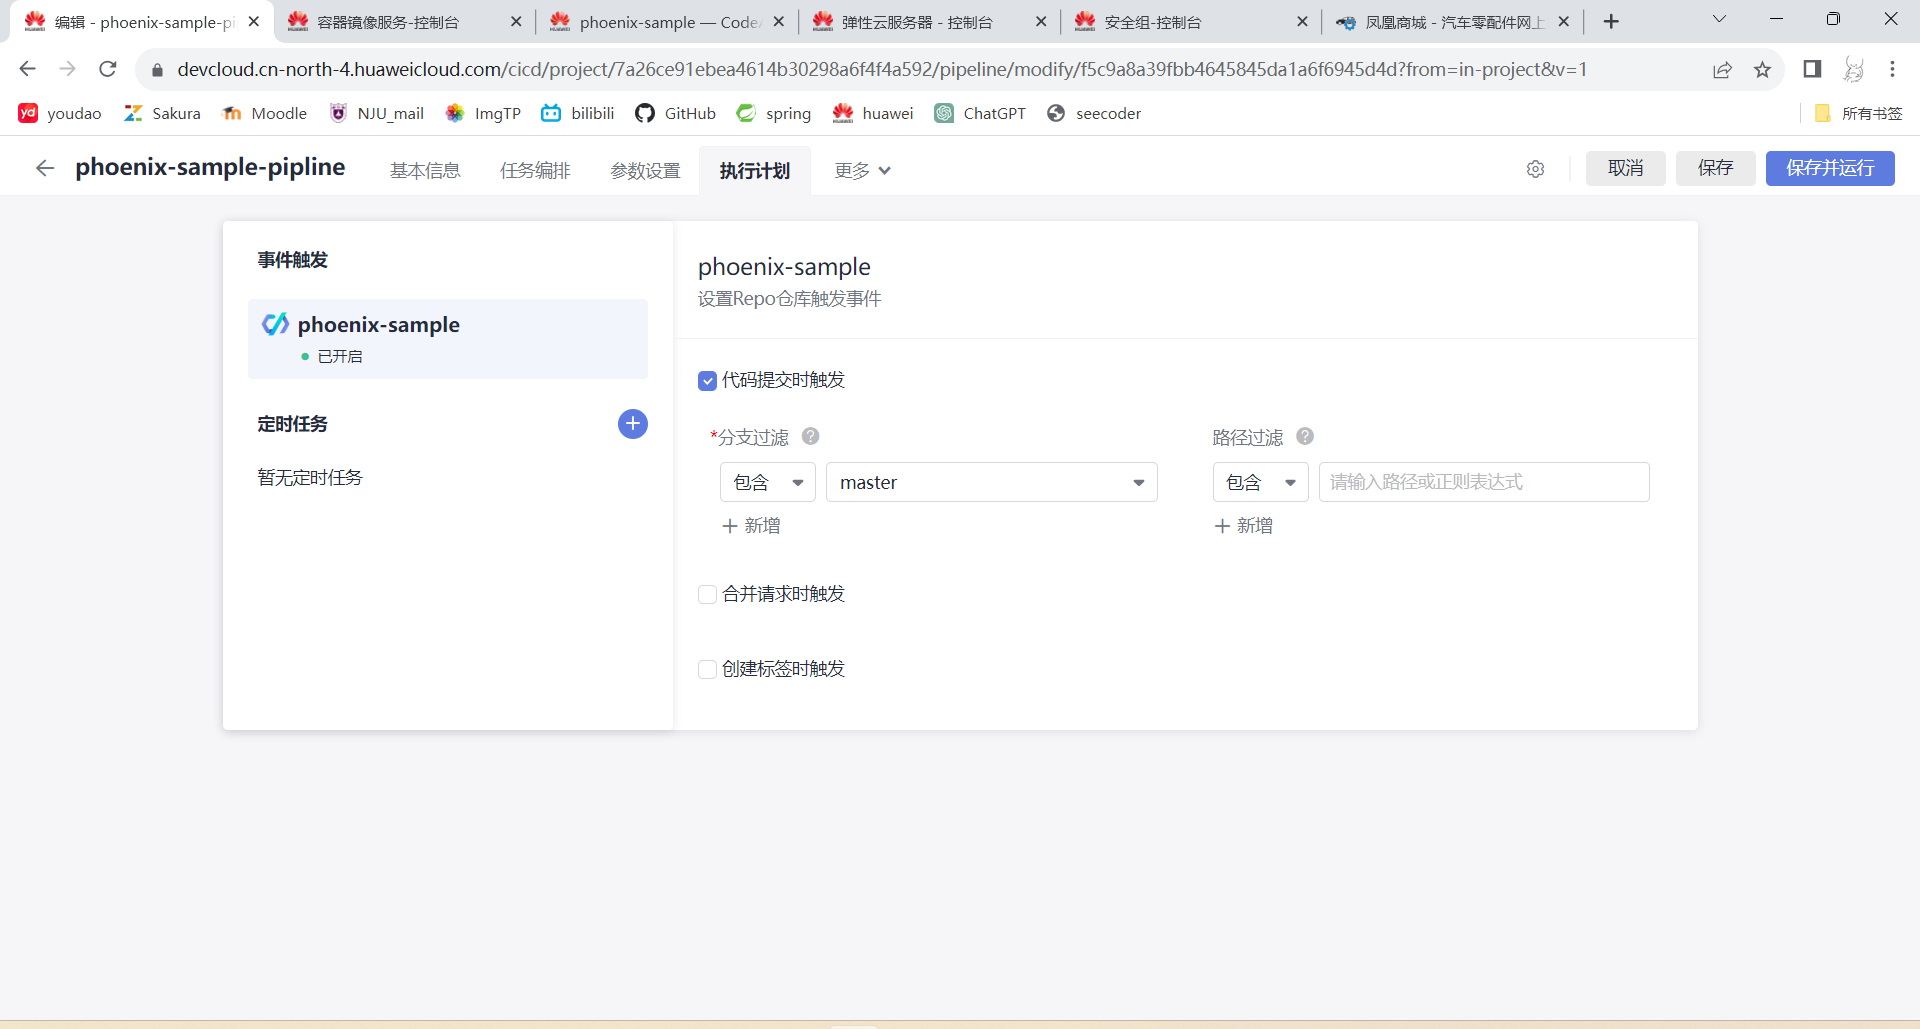 编辑 - phoenix-sample-pi
容器镜像服务-控制台
phoenix-sample — CodeA
弹性云服务器 - 控制台
安全组-控制台
凤凰商城 - 汽车零配件网上
devcloud.cn-north-4.huaweicloud.com/cicd/project/7a26ce91ebea4614b30298a6f4f4a592/pipeline/modify/f5c9a8a39fbb4645845da1a6f6945d4d?from=in-project&v=1
yd youdao
Sakura
Moodle
NJU_mail
ImgTP
bilibili
GitHub
spring
huawei
ChatGPT
seecoder
所有书签
phoenix-sample-pipline
基本信息
任务编排
参数设置
执行计划
更多
取消
保存
保存并运行
事件触发
phoenix-sample
已开启
定时任务
暂无定时任务
phoenix-sample
设置Repo仓库触发事件
代码提交时触发
*分支过滤 ?
路径过滤 ?
包含
master
包含
请输入路径或正则表达式
+ 新增
+ 新增
合并请求时触发
创建标签时触发